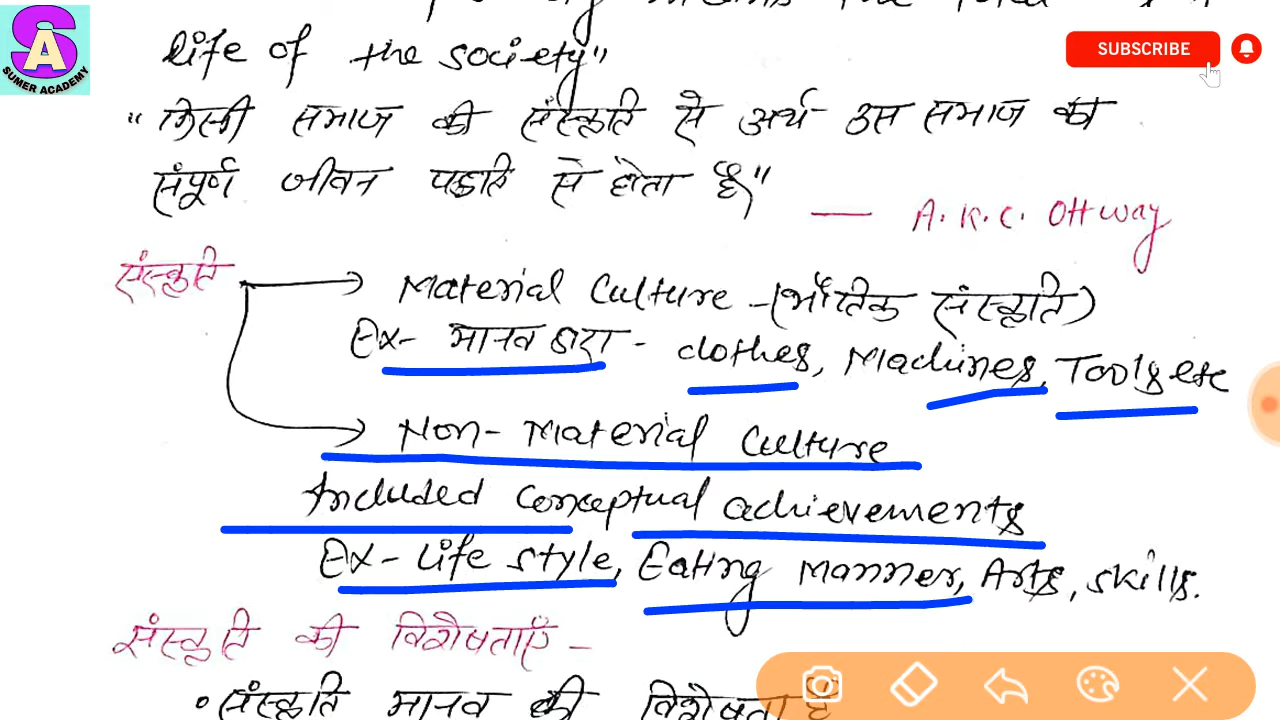 SA
SUMER ACADEMY
SUBSCRIBE
life of the society"
"किसी समाज की संस्कृति से अर्थ उस समाज की
संपूर्ण जीवन पद्धति से होता है"
— A.K.C. Ottway
संस्कृति
Material Culture -(भौतिक संस्कृति)
Ex- मानव द्वारा - clothes, Machines, Tools etc
Non-Material Culture
Included conceptual achievements
Ex- Life style, Eating Manner, Arts, skills.
संस्कृति की विशेषताएँ -
• संस्कृति मानव की विशेषता है